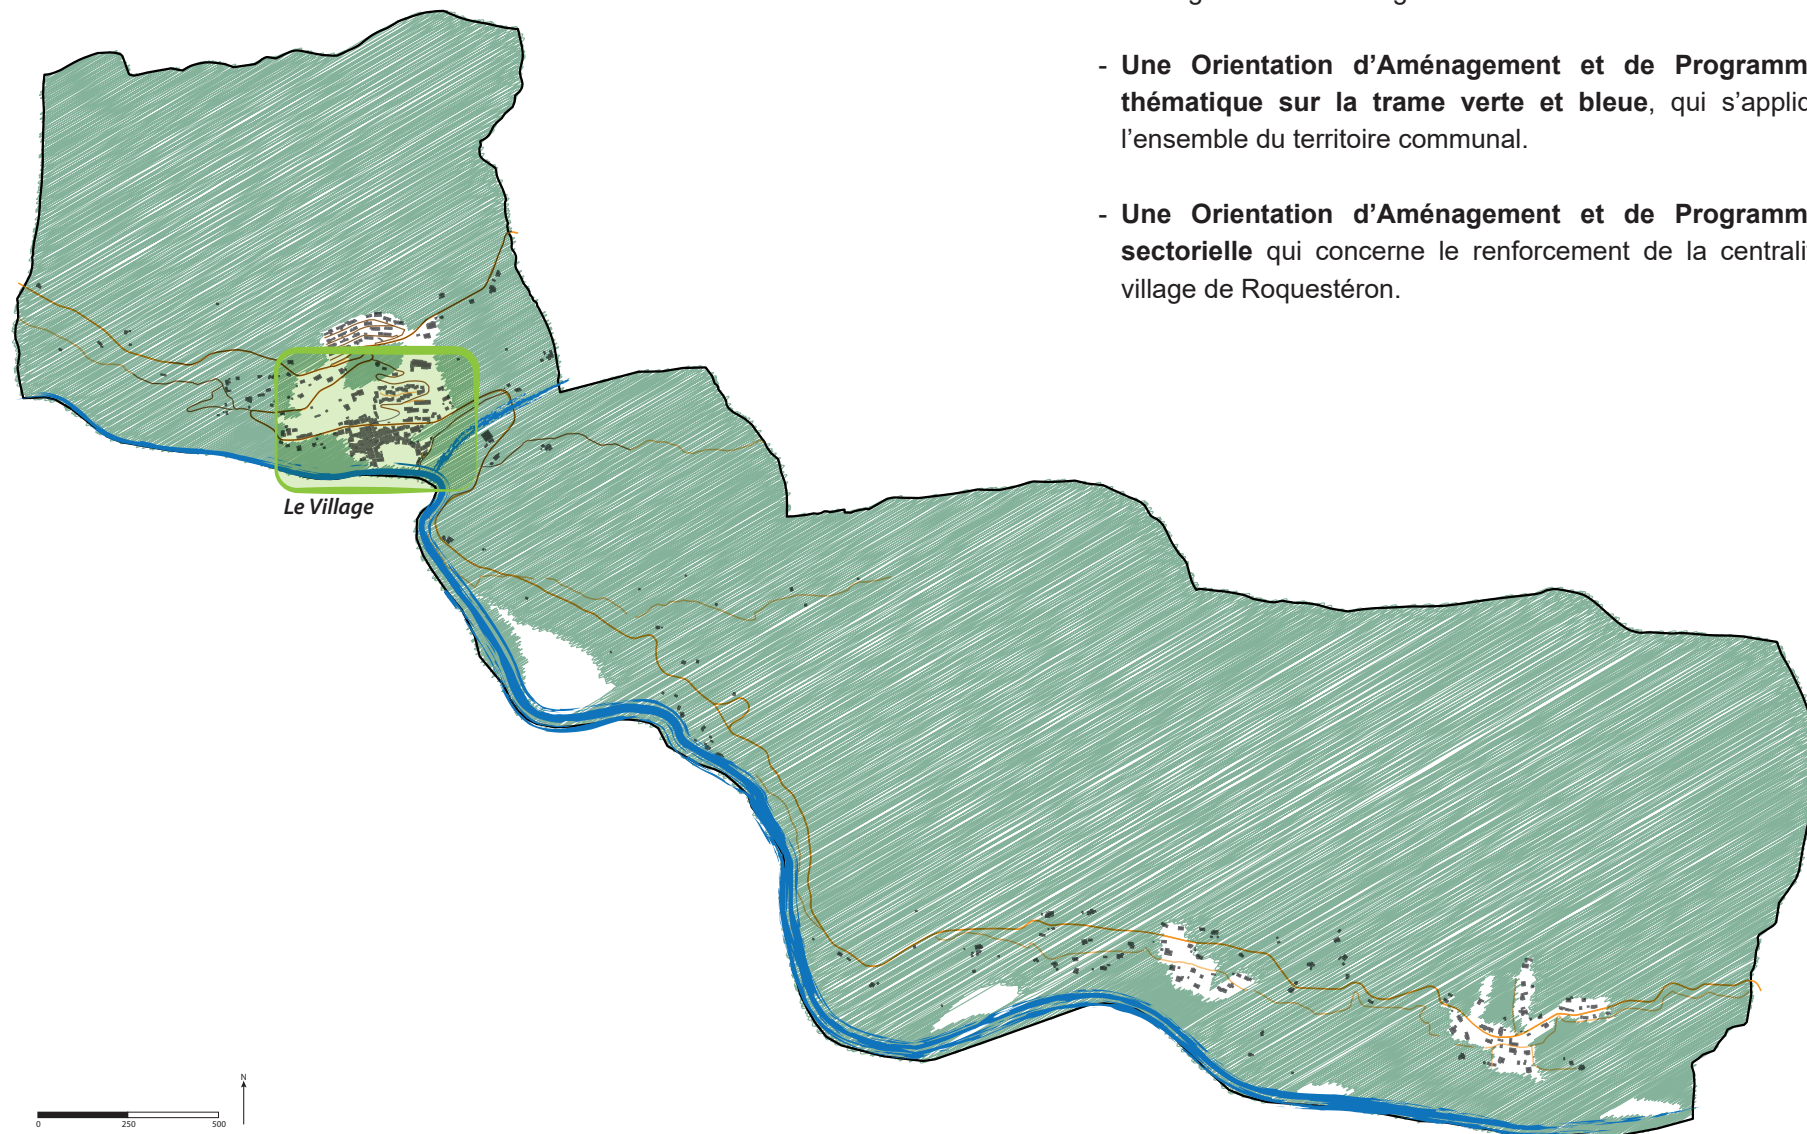 - Une Orientation d’Aménagement et de Programm
thématique sur la trame verte et bleue, qui s’applic
l’ensemble du territoire communal.
- Une Orientation d’Aménagement et de Programm
sectorielle qui concerne le renforcement de la centrali
village de Roquestéron.
Le Village
N
0 250 500